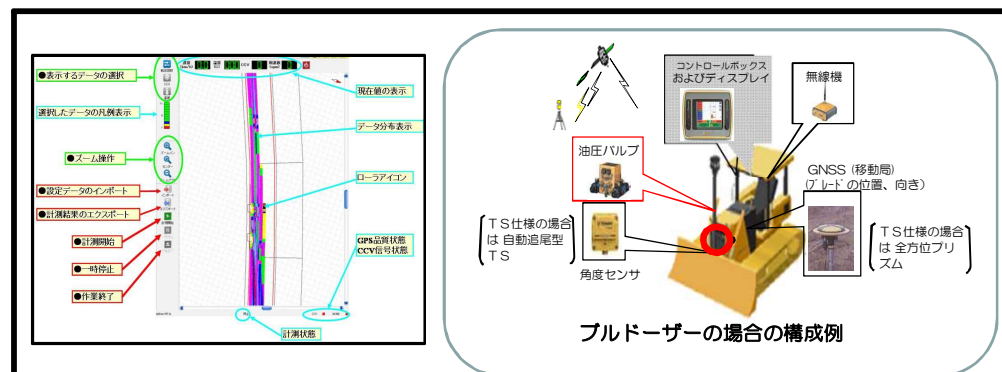 ●表示するデータの選択
選択したデータの凡例表示
●ズーム操作
●設定データのインポート
●計測結果のエクスポート
●計測開始
●一時停止
●作業終了
CCV
現在値の表示
データ分布表示
ローラアイコン
GPS品質状態
CCV信号状態
計測状態
コントロールボックス
およびディスプレイ
無線機
油圧バルブ
GNSS (移動局)
(ブレードの位置、向き)
TS仕様の場合
は 自動追尾型
TS
角度センサ
TS仕様の場合
は 全方位プリ
ズム
ブルドーザーの場合の構成例